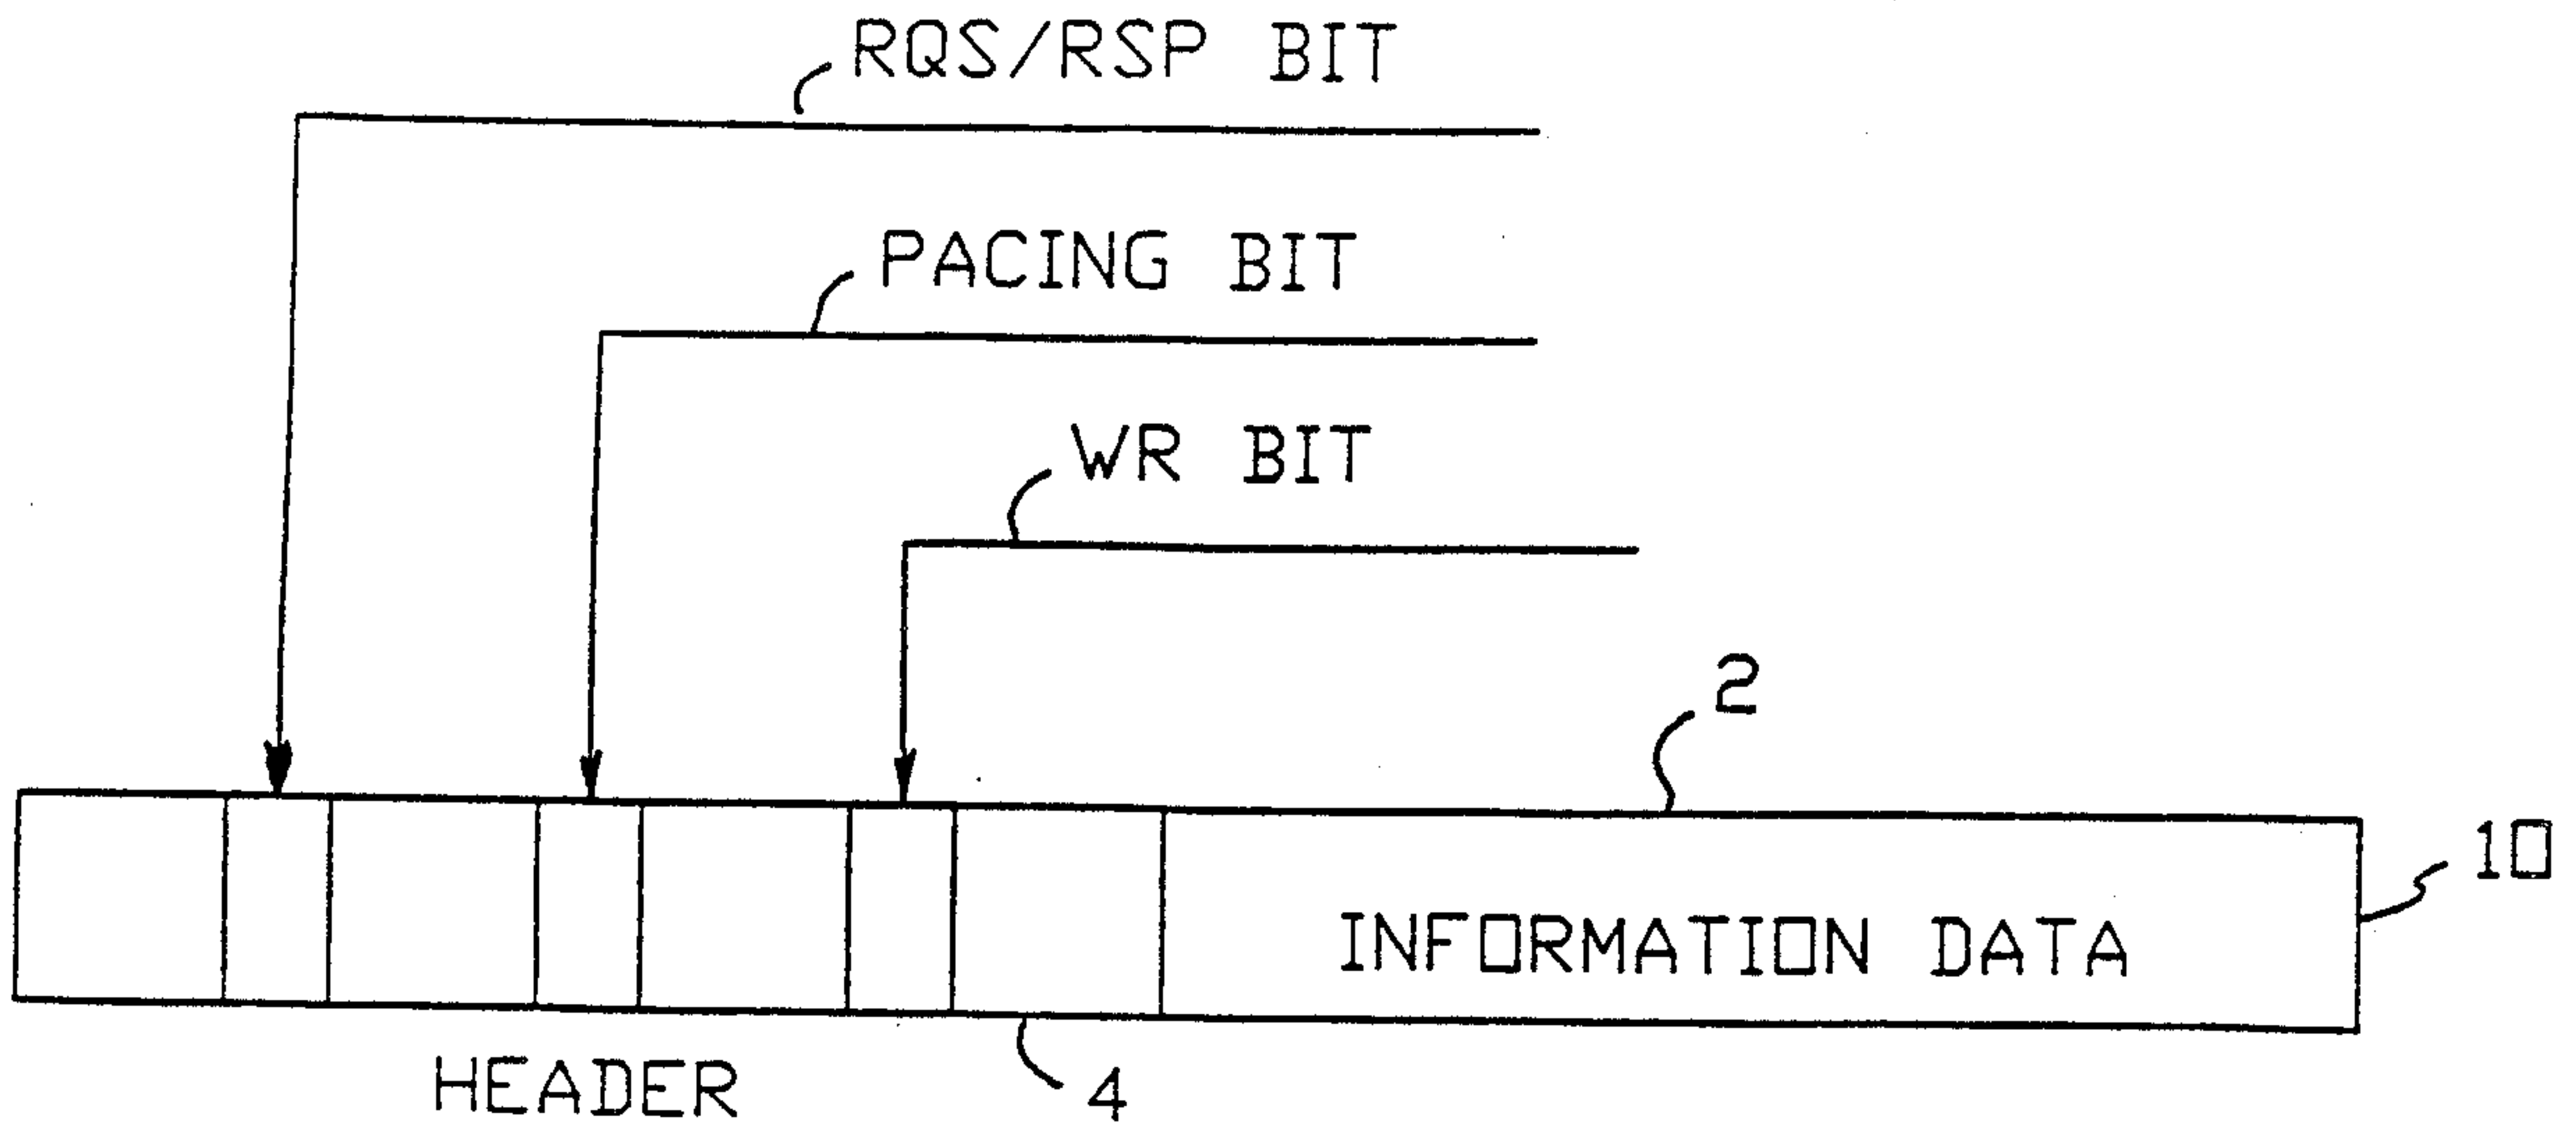 RQS/RSP BIT
PACING BIT
WR BIT
2
10
INFORMATION DATA
HEADER
4